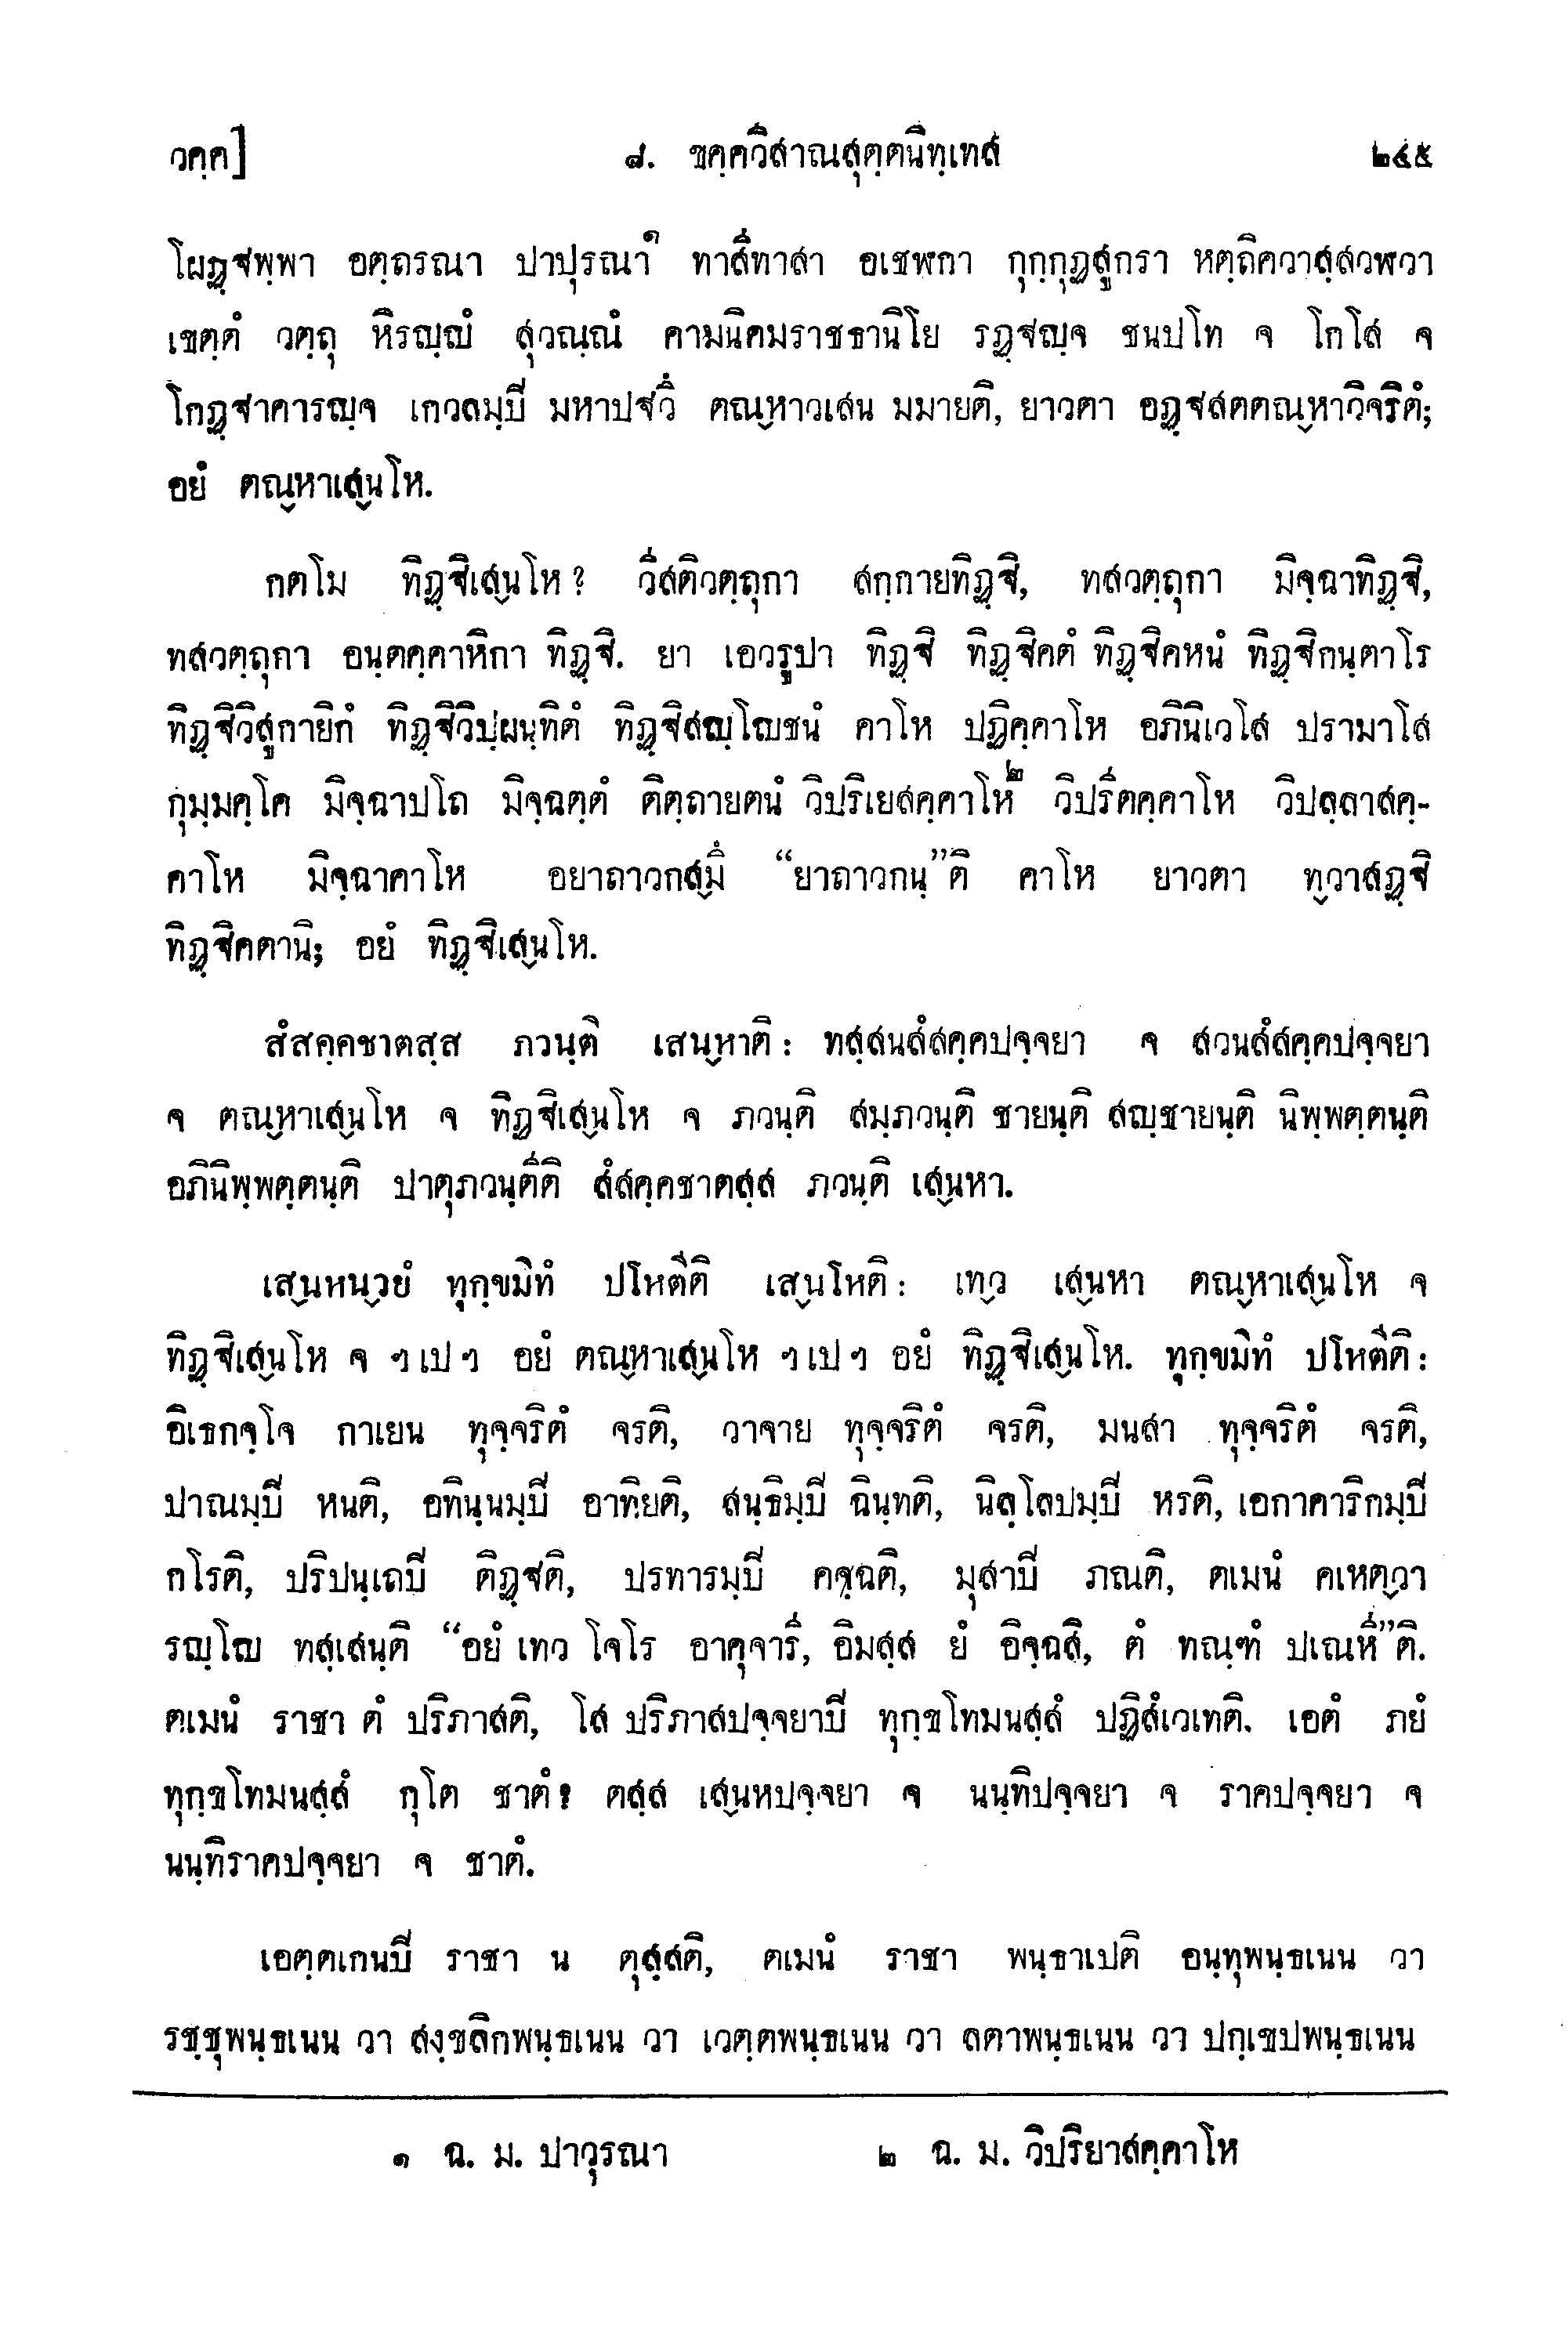 วคฺค]	๘. ขคฺควิสาณสุตฺตนิทฺเทส	๒๔๕
โผฏฺฐพฺพา อตฺถรณา ปาปุรณา๑ ทาสีทาสา อเชฬกา กุกฺกุฏสูกรา หตฺถิควาสฺสวฬวา
เขตฺตํ วตฺถุ หิรญฺญํ สุวณฺณํ คามนิคมราชธานิโย รฏฺฐญฺจ ชนปโท จ โกโส จ
โกฏฺฐาคารญฺจ เกวลมฺปิ มหาปฐวึ ตณฺหาวเสน มมายติ, ยาวตา อฏฺฐสตตณฺหาวิจริตํ;
อยํ ตณฺหาเสฺนโห.
กตโม ทิฏฺฐิเสฺนโห? วีสติวตฺถุกา สกฺกายทิฏฺฐิ, ทสวตฺถุกา มิจฺฉาทิฏฺฐิ,
ทสวตฺถุกา อนฺตคฺคาหิกา ทิฏฺฐิ. ยา เอวรูปา ทิฏฺฐิ ทิฏฺฐิคตํ ทิฏฺฐิคหนํ ทิฏฺฐิกนฺตาโร
ทิฏฺฐิวิสูกายิกํ ทิฏฺฐิวิปฺผนฺทิตํ ทิฏฺฐิสญฺโญชนํ คาโห ปฏิคฺคาโห อภินิเวโส ปรามาโส
กุมฺมคฺโค มิจฺฉาปโถ มิจฺฉตฺตํ ติตฺถายตนํ วิปริเยสคฺคาโห๒ วิปรีตคฺคาโห วิปลฺลาสคฺ-
คาโห มิจฺฉาคาโห อยาถาวกสฺมึ “ยาถาวกนฺ”ติ คาโห ยาวตา ทฺวาสฏฺฐิ
ทิฏฺฐิคตานิ; อยํ ทิฏฺฐิเสฺนโห.
สํสคฺคชาตสฺส ภวนฺติ เสนฺหาติ: ทสฺสนสํสคฺคปจฺจยา จ สวนสํสคฺคปจฺจยา
จ ตณฺหาเสฺนโห จ ทิฏฺฐิเสฺนโห จ ภวนฺติ สมฺภวนฺติ ชายนฺติ สญฺชายนฺติ นิพฺพตฺตนฺติ
อภินิพฺพตฺตนฺติ ปาตุภวนฺตีติ สํสคฺคชาตสฺส ภวนฺติ เสฺนหา.
เสฺนหนฺวยํ ทุกฺขมิทํ ปโหตีติ เสฺนโหติ: เทฺว เสฺนหา ตณฺหาเสฺนโห จ
ทิฏฺฐิเสฺนโห จ ฯเปฯ อยํ ตณฺหาเสฺนโห ฯเปฯ อยํ ทิฏฺฐิเสฺนโห. ทุกฺขมิทํ ปโหตีติ:
อิเธกจฺโจ กาเยน ทุจฺจริตํ จรติ, วาจาย ทุจฺจริตํ จรติ, มนสา ทุจฺจริตํ จรติ,
ปาณมฺปิ หนติ, อทินฺนมฺปิ อาทิยติ, สนฺธิมฺปิ ฉินฺทติ, นิลฺโลปมฺปิ หรติ, เอกาคาริกมฺปิ
กโรติ, ปริปนฺเถปิ ติฏฺฐติ, ปรทารมฺปิ คจฺฉติ, มุสาปิ ภณติ, ตเมนํ คเหตฺวา
รญฺโญ ทสฺเสนฺติ “อยํ เทว โจโร อาคุจารี, อิมสฺส ยํ อิจฺฉสิ, ตํ ทณฺฑํ ปเณหี”ติ.
ตเมนํ ราชา ตํ ปริภาสติ, โส ปริภาสปจฺจยาปิ ทุกฺขโทมนสฺสํ ปฏิสํเวเทติ. เอตํ ภยํ
ทุกฺขโทมนสฺสํ กุโต ชาตํ? ตสฺส เสฺนหปจฺจยา จ นนฺทิปจฺจยา จ ราคปจฺจยา จ
นนฺทิราคปจฺจยา จ ชาตํ.
เอตฺตเกนปิ ราชา น ตุสฺสติ, ตเมนํ ราชา พนฺธาเปติ อนฺทุพนฺธเนน วา
รชฺชุพนฺธเนน วา สงฺขลิกพนฺธเนน วา เวตฺตพนฺธเนน วา ลตาพนฺธเนน วา ปกฺเขปพนฺธเนน
๑ ฉ. ม. ปาวุรณา	๒ ฉ. ม. วิปริยาสคฺคาโห